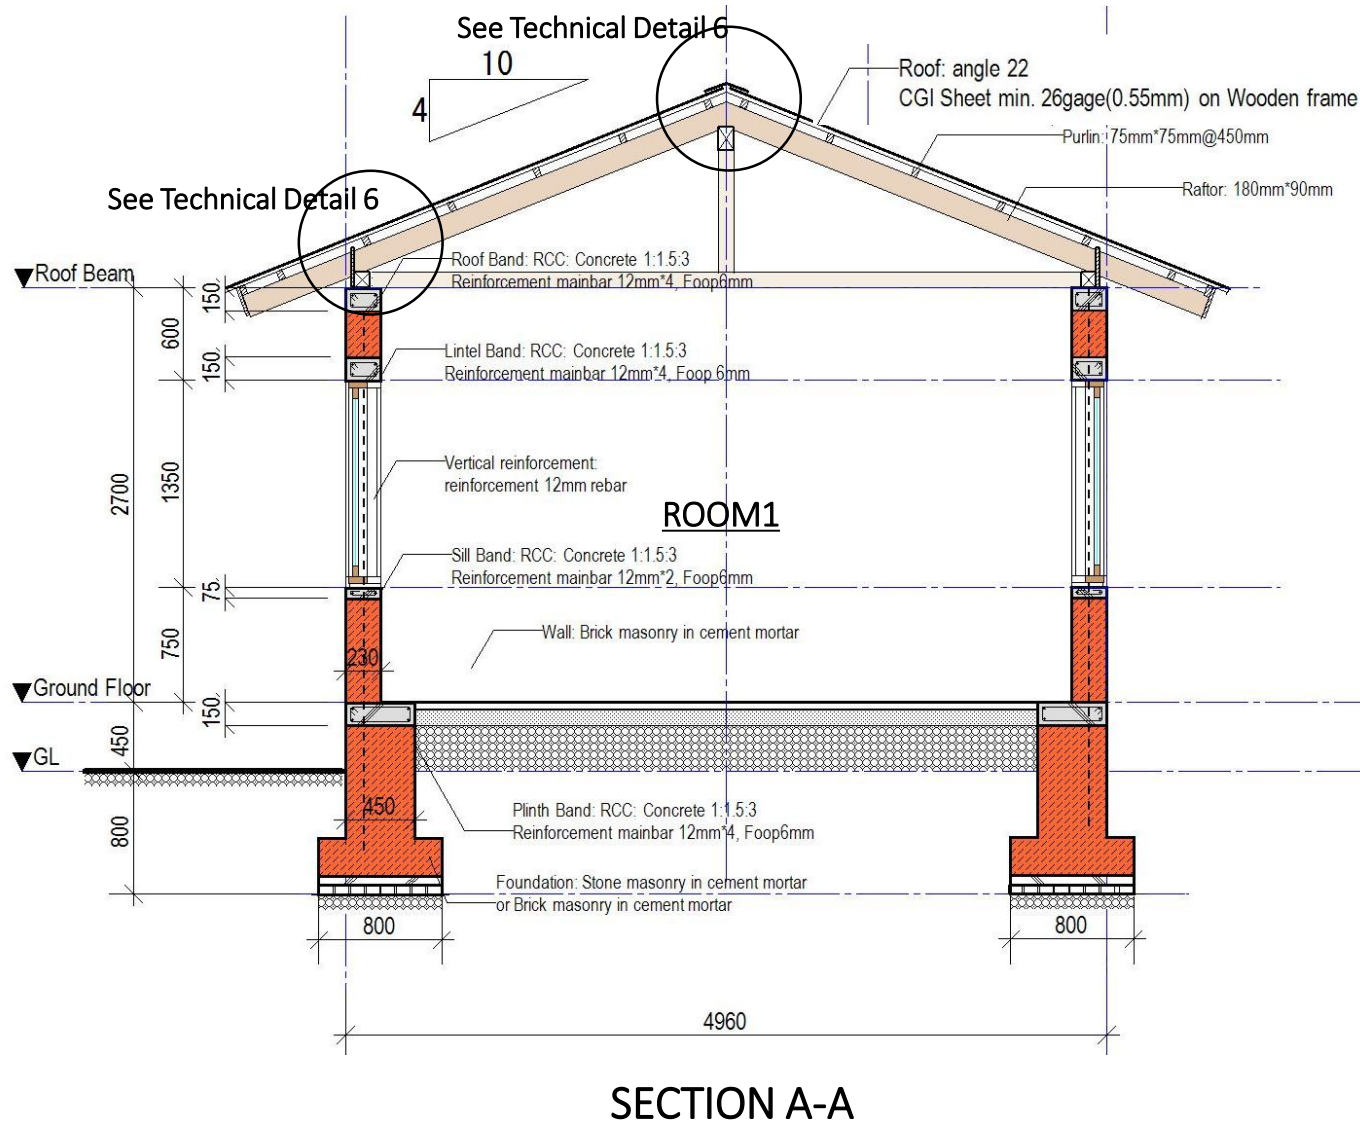 See Technical Detail 6
10
4
Roof: angle 22
CGI Sheet min. 26gage(0.55mm) on Wooden frame
Purlin: 75mm*75mm@450mm
Raftor: 180mm*90mm
See Technical Detail 6
Roof Beam
Roof Band: RCC: Concrete 1:1.5:3
Reinforcement mainbar 12mm*4, Foop6mm
150
600
150
Lintel Band: RCC: Concrete 1:1.5:3
Reinforcement mainbar 12mm*4, Foop 6mm
2700
1350
Vertical reinforcement:
reinforcement 12mm rebar
ROOM1
Sill Band: RCC: Concrete 1:1.5:3
Reinforcement mainbar 12mm*2, Foop6mm
75
750
Wall: Brick masonry in cement mortar
230
Ground Floor
150
450
GL
450
800
Plinth Band: RCC: Concrete 1:1.5:3
Reinforcement mainbar 12mm*4, Foop6mm
Foundation: Stone masonry in cement mortar
or Brick masonry in cement mortar
800
800
4960
SECTION A-A